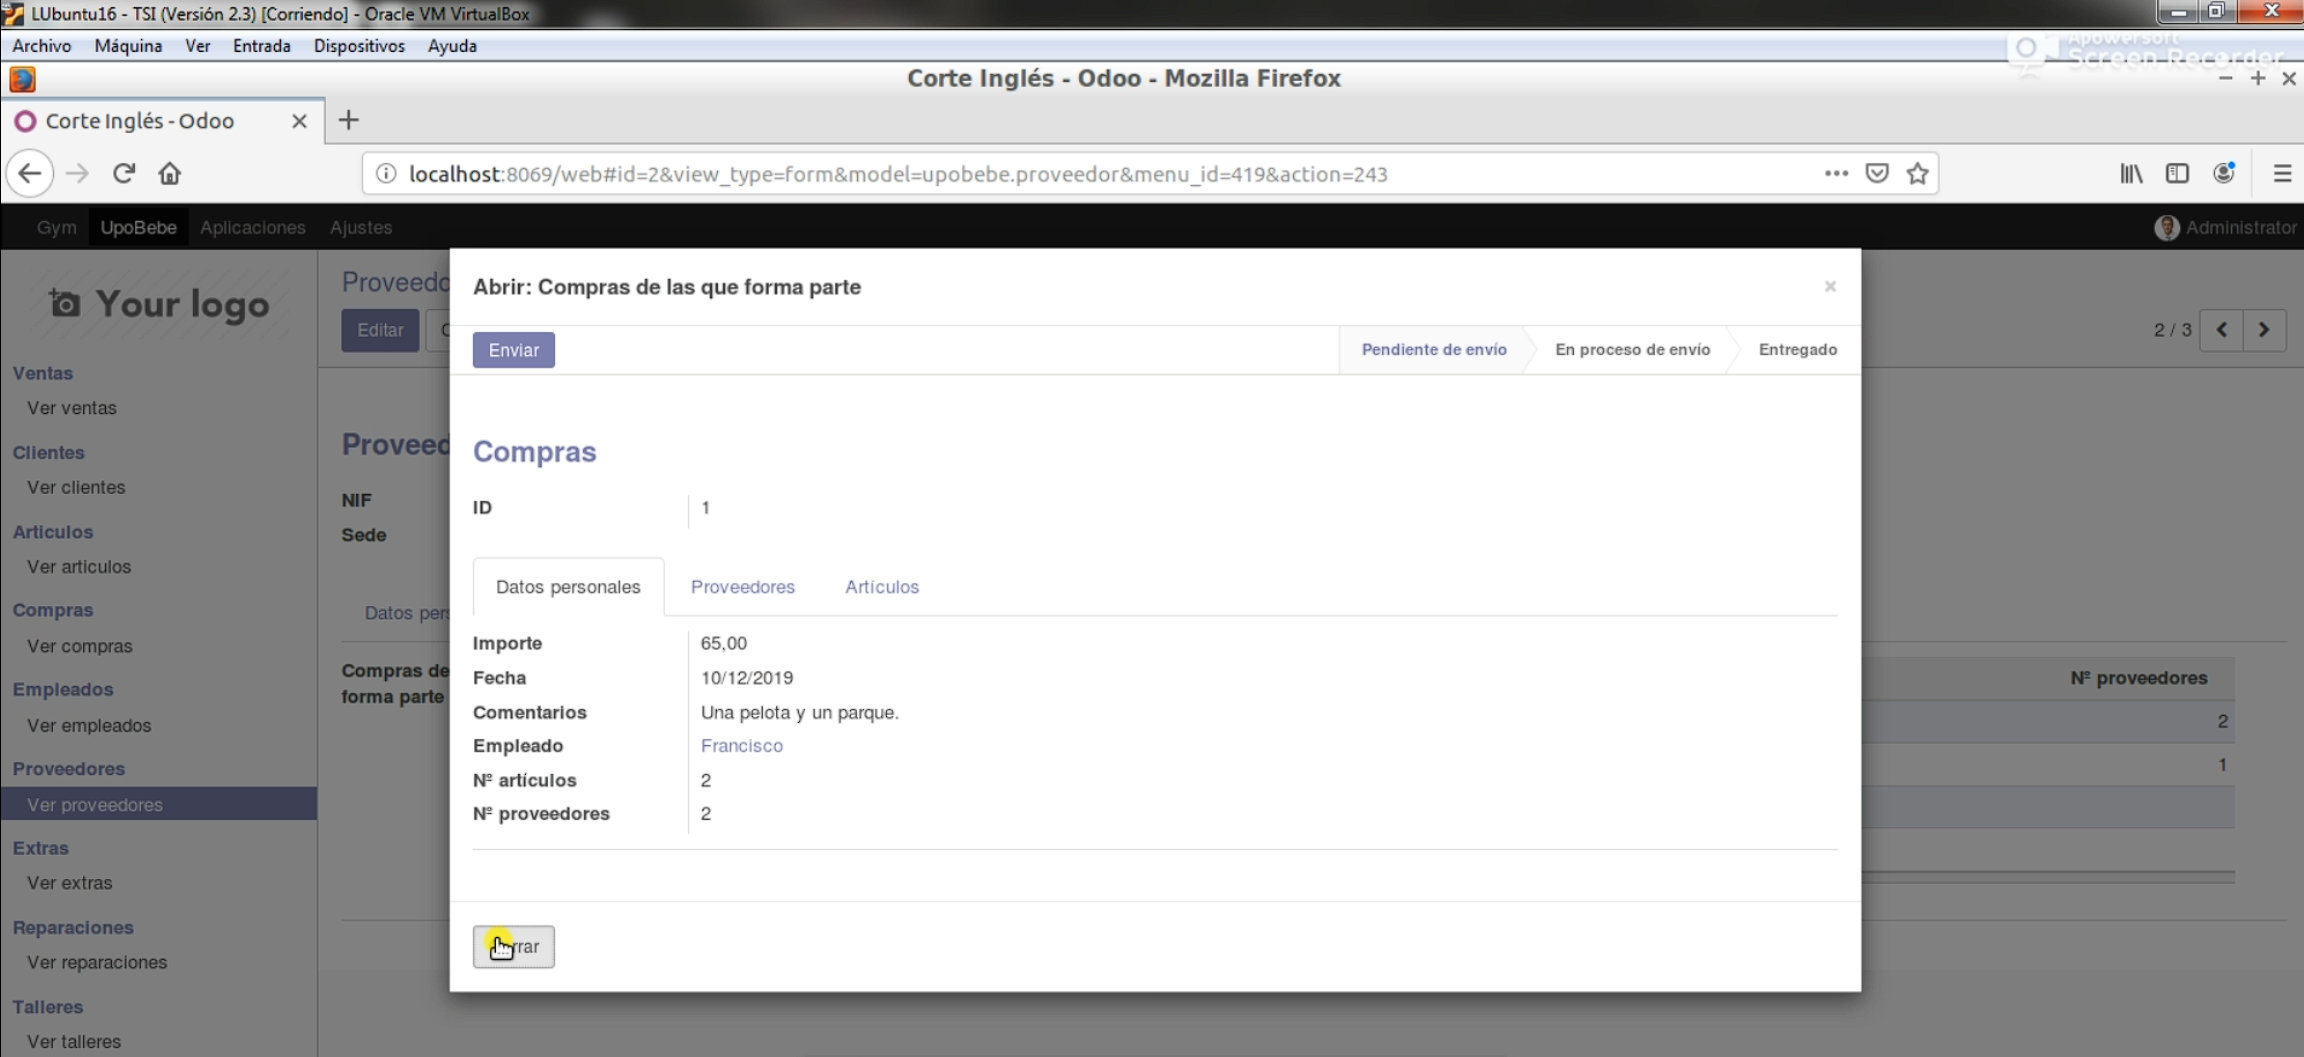 LUbuntu16 - TSI (Versión 2.3) [Corriendo] - Oracle VM VirtualBox
Archivo Máquina Ver Entrada Dispositivos Ayuda
Apowersoft
Screen Recorder
Corte Inglés - Odoo - Mozilla Firefox
Corte Inglés - Odoo
localhost:8069/web#id=2&view_type=form&model=upobebe.proveedor&menu_id=419&action=243
Gym UpoBebe Aplicaciones Ajustes Administrator
Your logo
Ventas
Ver ventas
Clientes
Ver clientes
Articulos
Ver articulos
Compras
Ver compras
Empleados
Ver empleados
Proveedores
Ver proveedores
Extras
Ver extras
Reparaciones
Ver reparaciones
Talleres
Ver talleres
Proveedo
Editar C
2 / 3
Proveed
NIF
Sede
Datos pers
Compras de
forma parte
Nº proveedores
2
1
Abrir: Compras de las que forma parte
Enviar
Pendiente de envío En proceso de envío Entregado
Compras
ID 1
Datos personales Proveedores Artículos
Importe 65,00
Fecha 10/12/2019
Comentarios Una pelota y un parque.
Empleado Francisco
Nº artículos 2
Nº proveedores 2
rrar